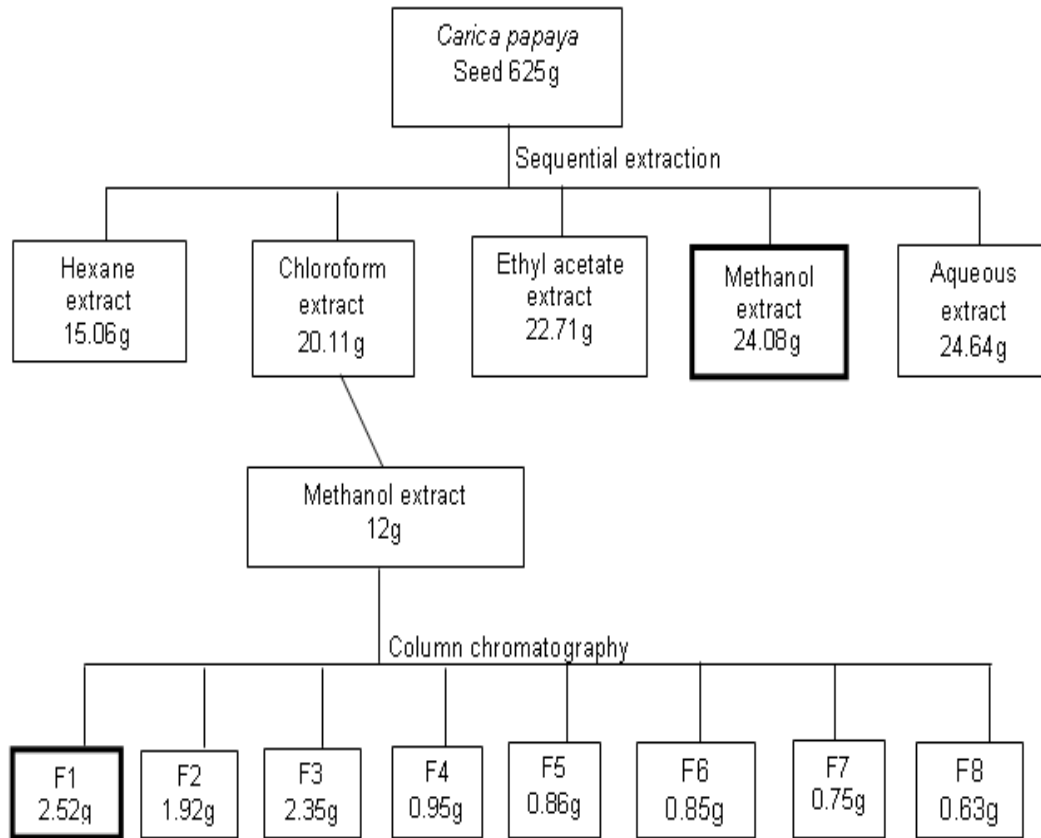 Carica papaya
Seed 625g
Sequential extraction
Hexane
extract
15.06g
Chloroform
extract
20.11g
Ethyl acetate
extract
22.71g
Methanol
extract
24.08g
Aqueous
extract
24.64g
Methanol extract
12g
Column chromatography
F1
2.52g
F2
1.92g
F3
2.35g
F4
0.95g
F5
0.86g
F6
0.85g
F7
0.75g
F8
0.63g